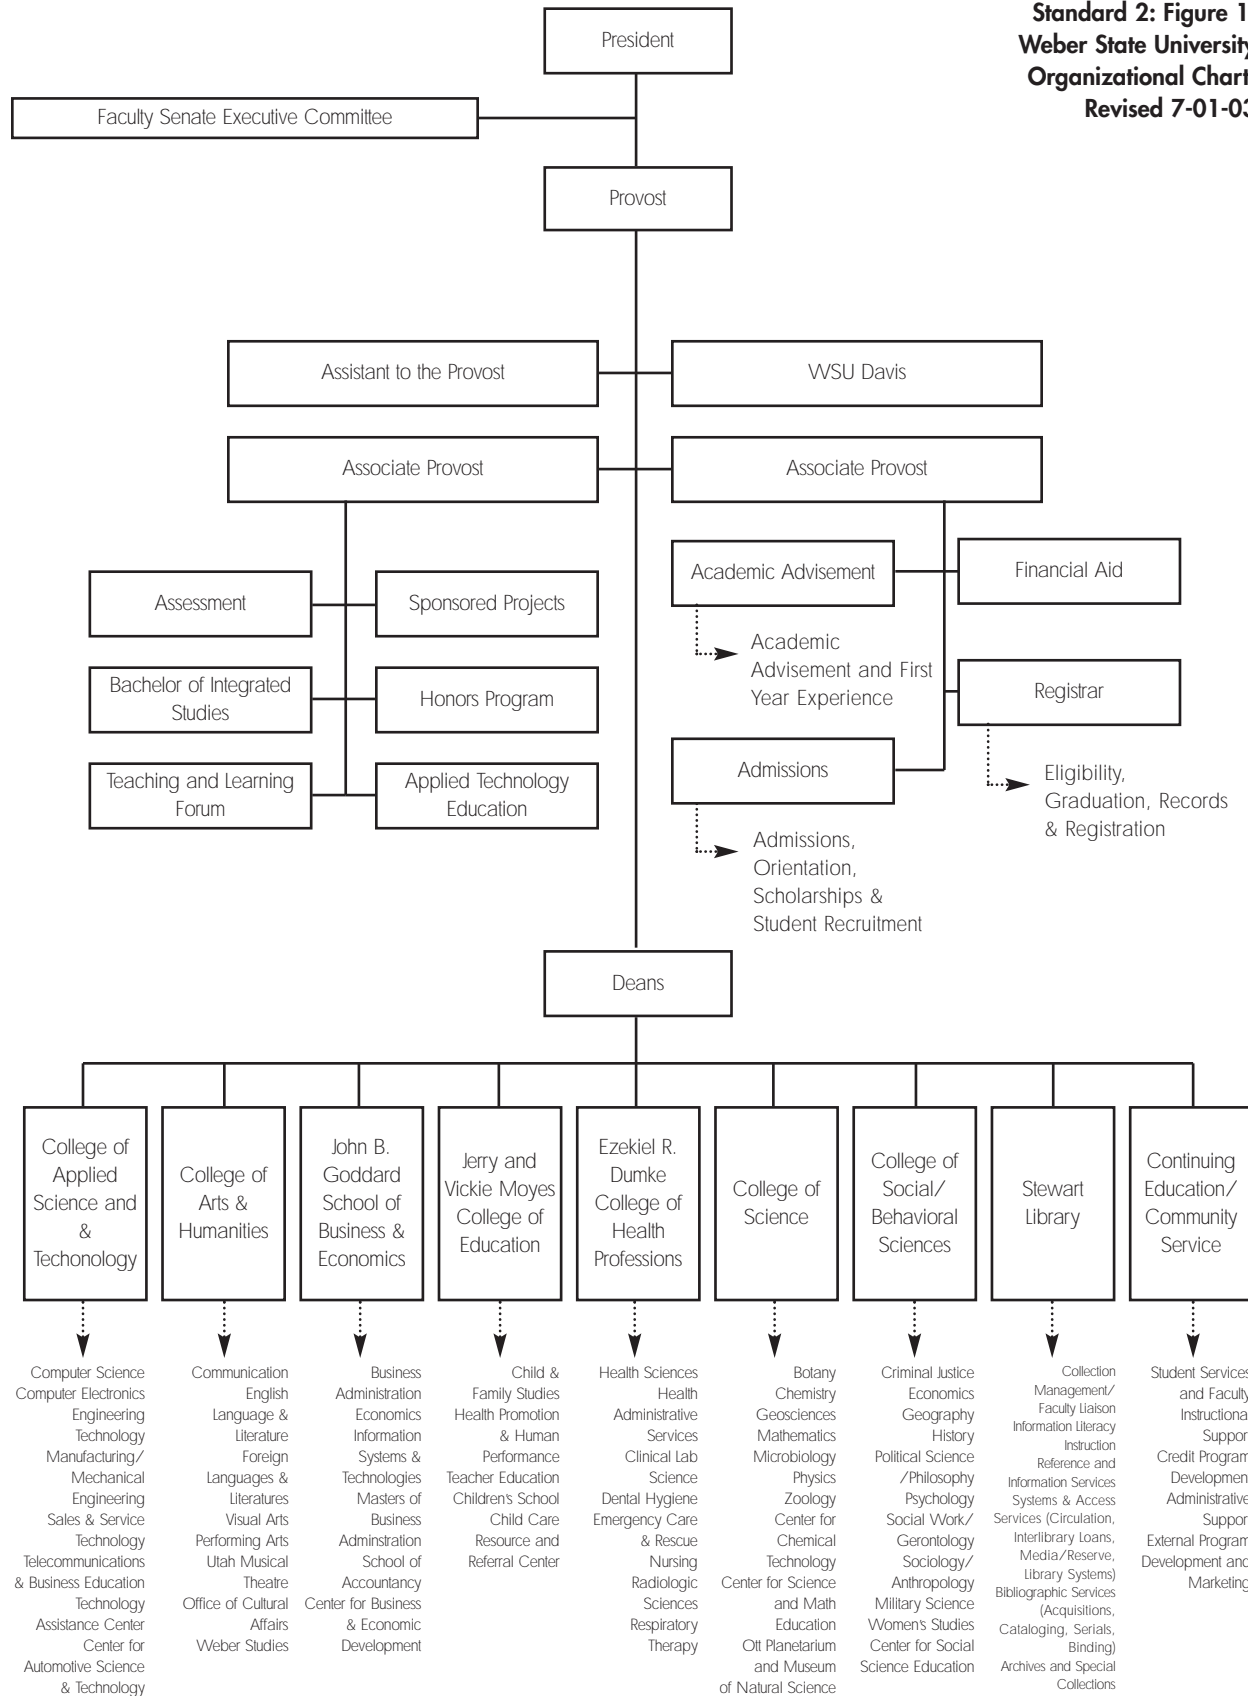 Standard 2: Figure 1
Weber State University
Organizational Chart
Revised 7-01-03
President
Faculty Senate Executive Committee
Provost
Assistant to the Provost
WSU Davis
Associate Provost
Associate Provost
Assessment
Sponsored Projects
Bachelor of Integrated
Studies
Honors Program
Teaching and Learning
Forum
Applied Technology
Education
Academic Advisement
Financial Aid
Academic
Advisement and First
Year Experience
Registrar
Admissions
Eligibility,
Graduation, Records
& Registration
Admissions,
Orientation,
Scholarships &
Student Recruitment
Deans
College of
Applied
Science and
&
Techonology
College of
Arts &
Humanities
John B.
Goddard
School of
Business &
Economics
Jerry and
Vickie Moyes
College of
Education
Ezekiel R.
Dumke
College of
Health
Professions
College of
Science
College of
Social/
Behavioral
Sciences
Stewart
Library
Continuing
Education/
Community
Service
Computer Science
Computer Electronics
Engineering
Technology
Manufacturing/
Mechanical
Engineering
Sales & Service
Technology
Telecommunications
& Business Education
Technology
Assistance Center
Center for
Automotive Science
& Technology
Communication
English
Language &
Literature
Foreign
Languages &
Literatures
Visual Arts
Performing Arts
Utah Musical
Theatre
Office of Cultural
Affairs
Weber Studies
Business
Administration
Economics
Information
Systems &
Technologies
Masters of
Business
Adminstration
School of
Accountancy
Center for Business
& Economic
Development
Child &
Family Studies
Health Promotion
& Human
Performance
Teacher Education
Children's School
Child Care
Resource and
Referral Center
Health Sciences
Health
Administrative
Services
Clinical Lab
Science
Dental Hygiene
Emergency Care
& Rescue
Nursing
Radiologic
Sciences
Respiratory
Therapy
Botany
Chemistry
Geosciences
Mathematics
Microbiology
Physics
Zoology
Center for
Chemical
Technology
Center for Science
and Math
Education
Ott Planetarium
and Museum
of Natural Science
Criminal Justice
Economics
Geography
History
Political Science
/Philosophy
Psychology
Social Work/
Gerontology
Sociology/
Anthropology
Military Science
Women's Studies
Center for Social
Science Education
Collection
Management/
Faculty Liaison
Information Literacy
Instruction
Reference and
Information Services
Systems & Access
Services (Circulation,
Interlibrary Loans,
Media/Reserve,
Library Systems)
Bibliographic Services
(Acquisitions,
Cataloging, Serials,
Binding)
Archives and Special
Collections
Student Services
and Faculty
Instructional
Support
Credit Program
Development
Administrative
Support
External Program
Development and
Marketing